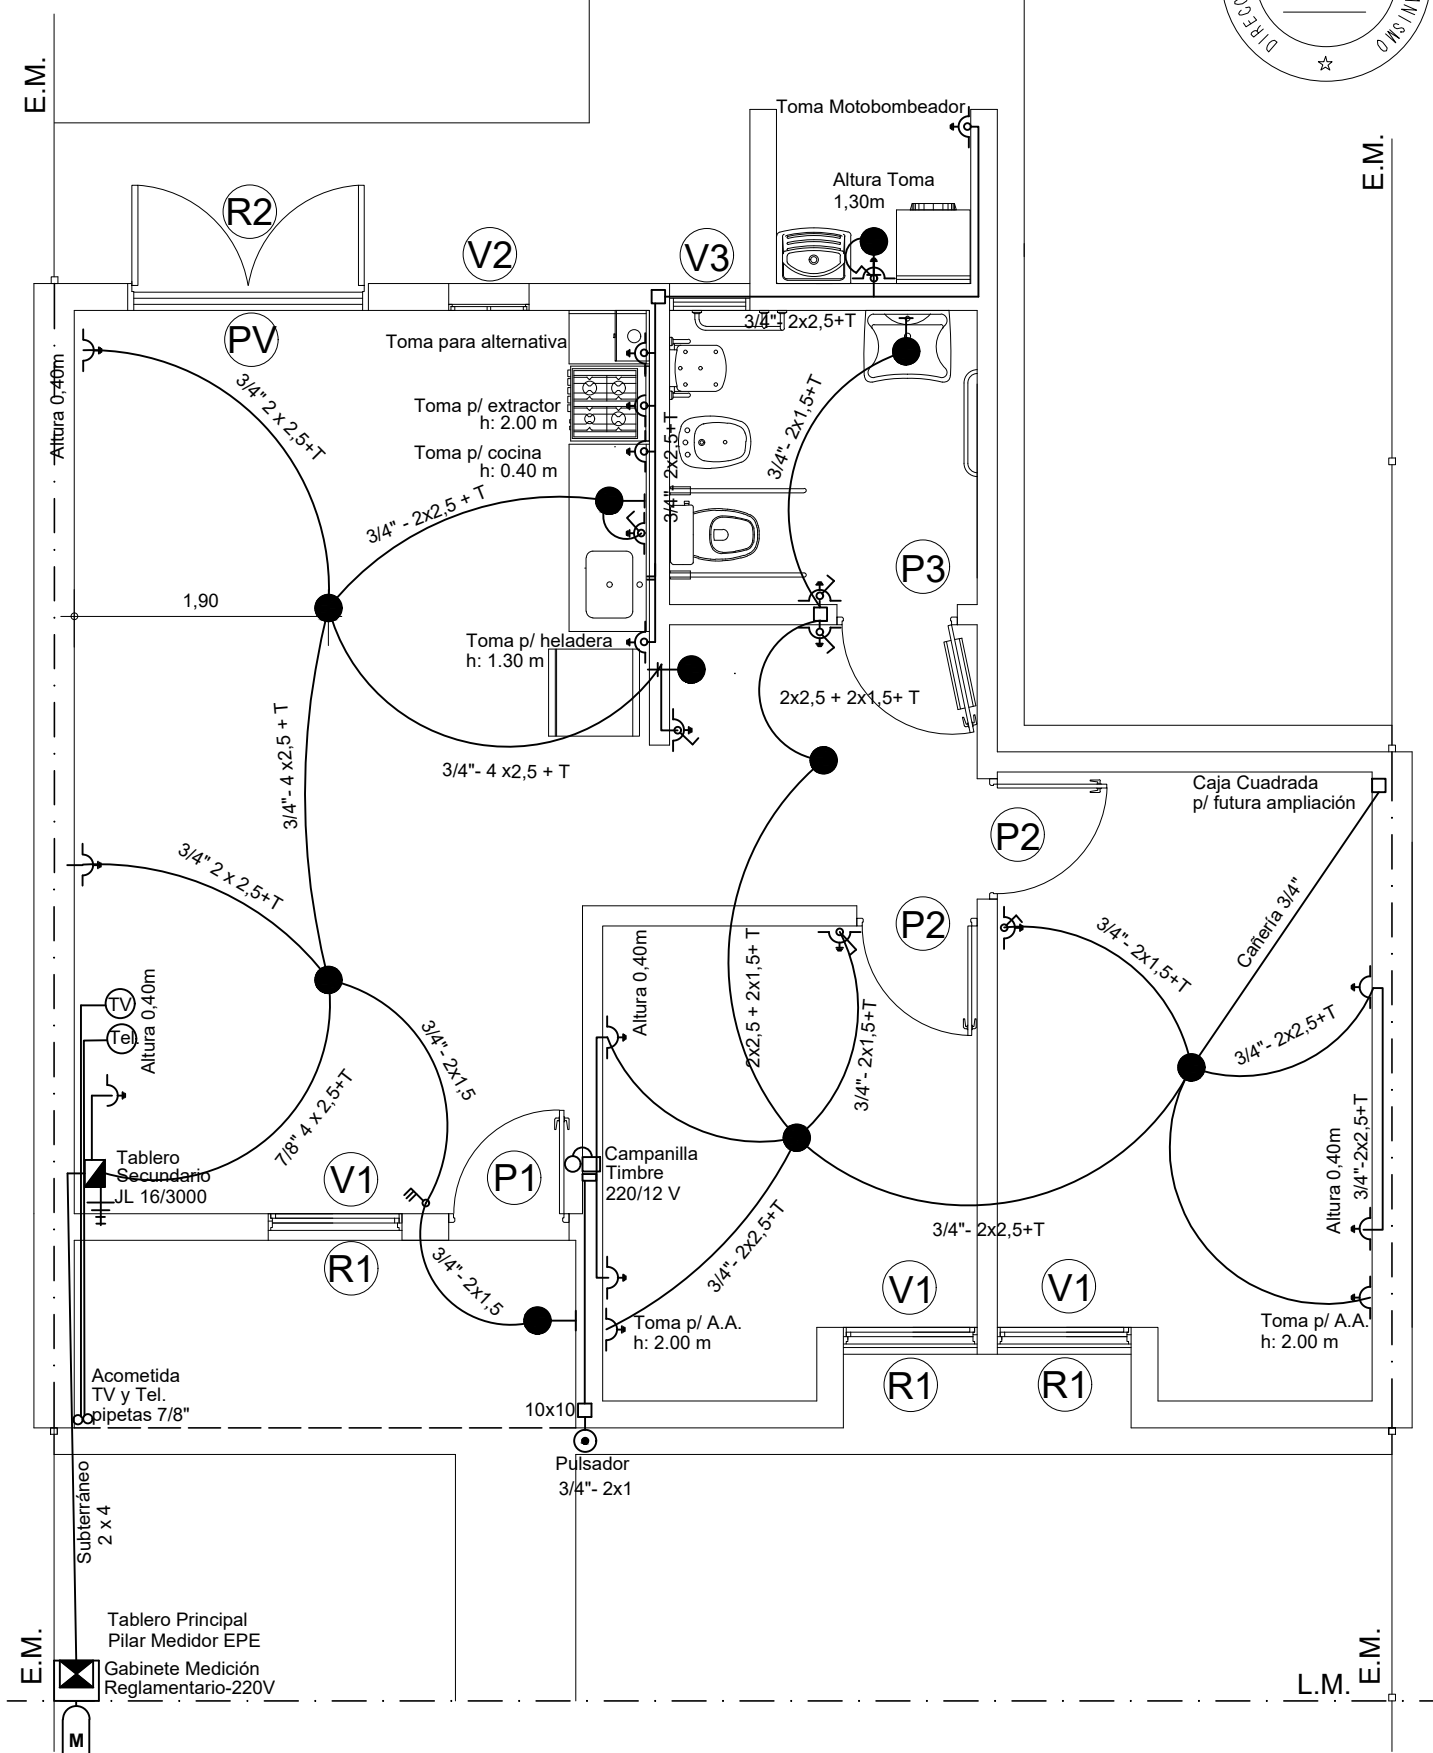 DIRECC
ANISMO
E.M.
E.M.
Toma Motobombeador
Altura Toma
1,30m
R2
V2
V3
PV
Toma para alternativa
3/4"- 2x2,5+T
Altura 0,40m
3/4" 2 x 2,5+T
Toma p/ extractor
h: 2.00 m
Toma p/ cocina
h: 0.40 m
3/4" 2x2,5+T
3/4"- 2x1,5+T
3/4" - 2x2,5 + T
P3
1,90
Toma p/ heladera
h: 1.30 m
2x2,5 + 2x1,5+ T
3/4"- 4 x2,5 + T
3/4"- 4 x2,5 + T
Caja Cuadrada
p/ futura ampliación
P2
3/4" 2 x 2,5+T
P2
Cañería 3/4"
3/4"- 2x1,5+T
Altura 0,40m
2x2,5 + 2x1,5+ T
3/4"- 2x1,5+T
TV
Tel.
Altura 0,40m
3/4"- 2x1,5
3/4"- 2x2,5+T
7/8" 4 x 2,5+T
3/4"-2x2,5+T
Altura 0,40m
Tablero
Secundario
JL 16/3000
V1
P1
Campanilla
Timbre
220/12 V
3/4"- 2x2,5+T
3/4"- 2x2,5+T
R1
3/4"- 2x1,5
V1
V1
Toma p/ A.A.
h: 2.00 m
Toma p/ A.A.
h: 2.00 m
R1
R1
Acometida
TV y Tel.
pipetas 7/8"
10x10
Pulsador
3/4"- 2x1
Subterráneo
2 x 4
Tablero Principal
Pilar Medidor EPE
E.M.
Gabinete Medición
Reglamentario-220V
L.M.
E.M.
M